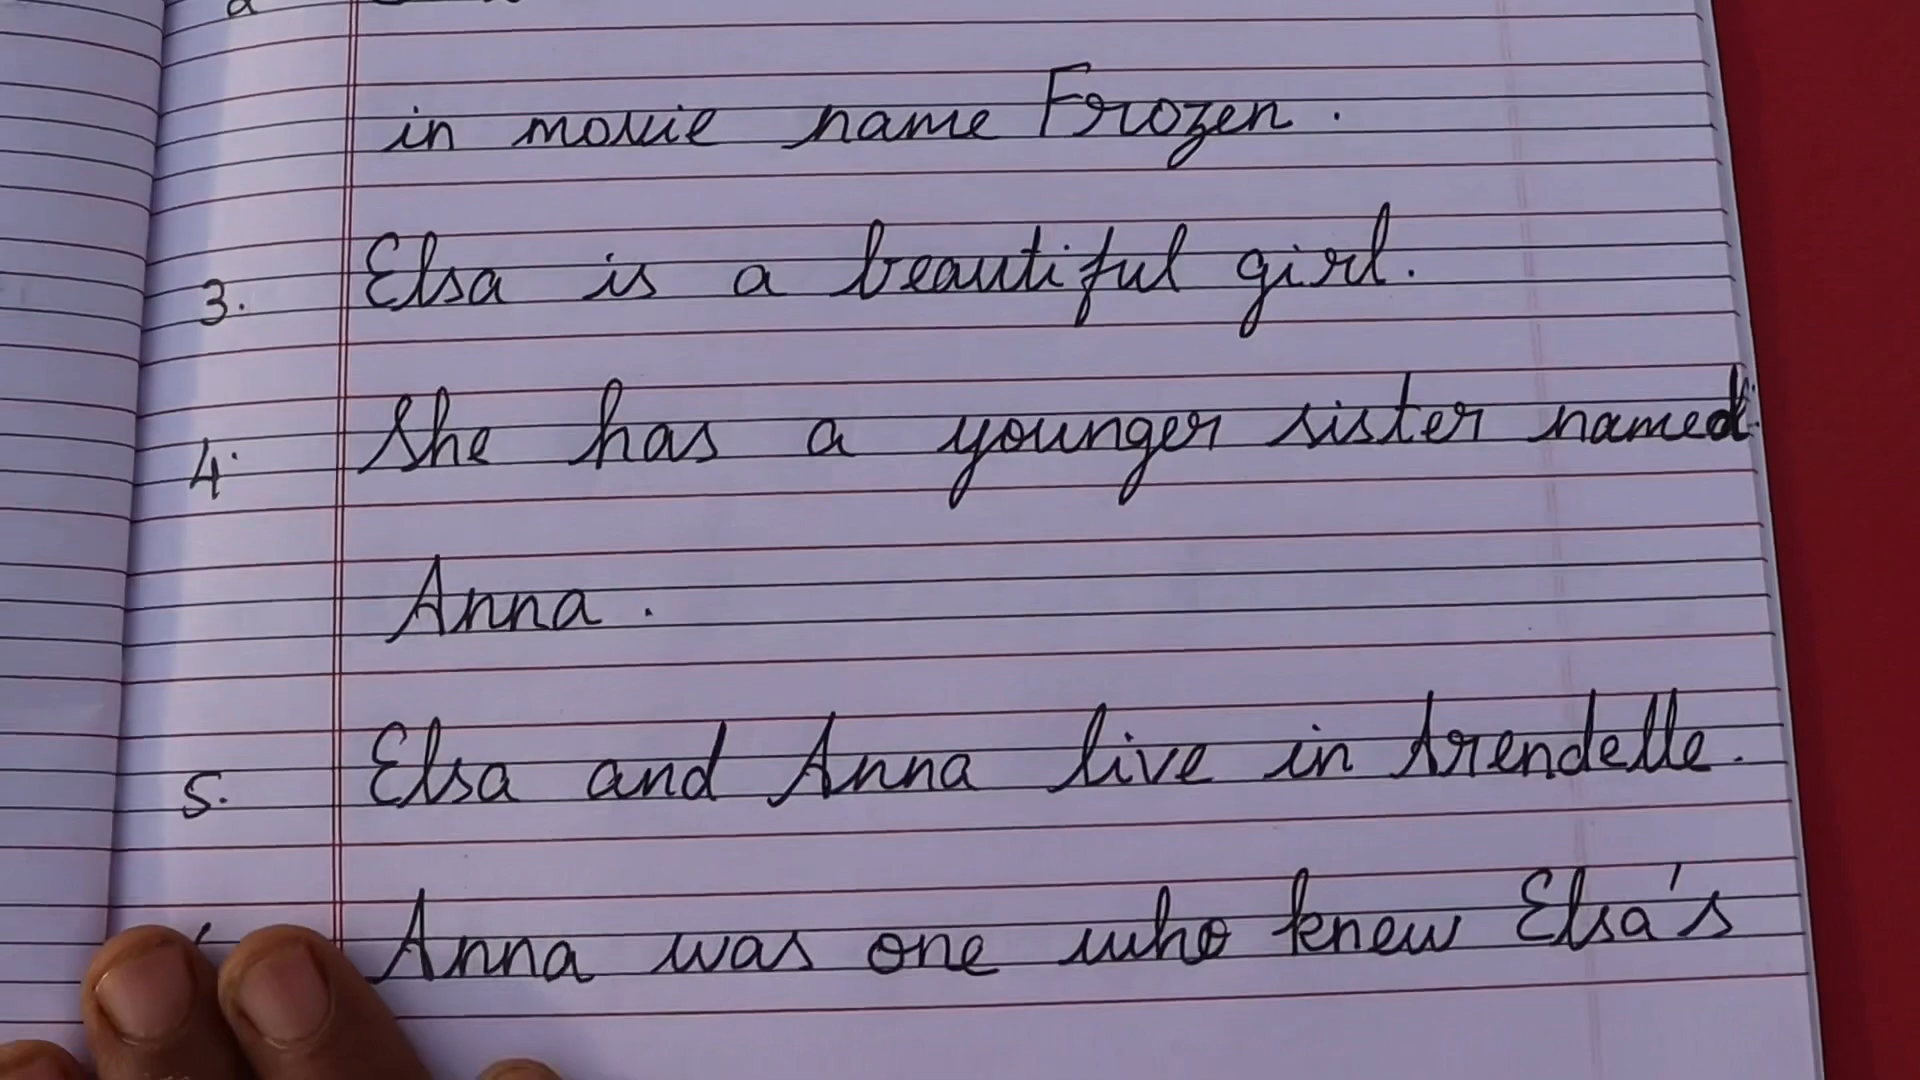 in movie name Frozen.
3. Elsa is a beautiful girl.
4. She has a younger sister named
Anna.
5. Elsa and Anna live in Arendelle.
Anna was one who knew Elsa's